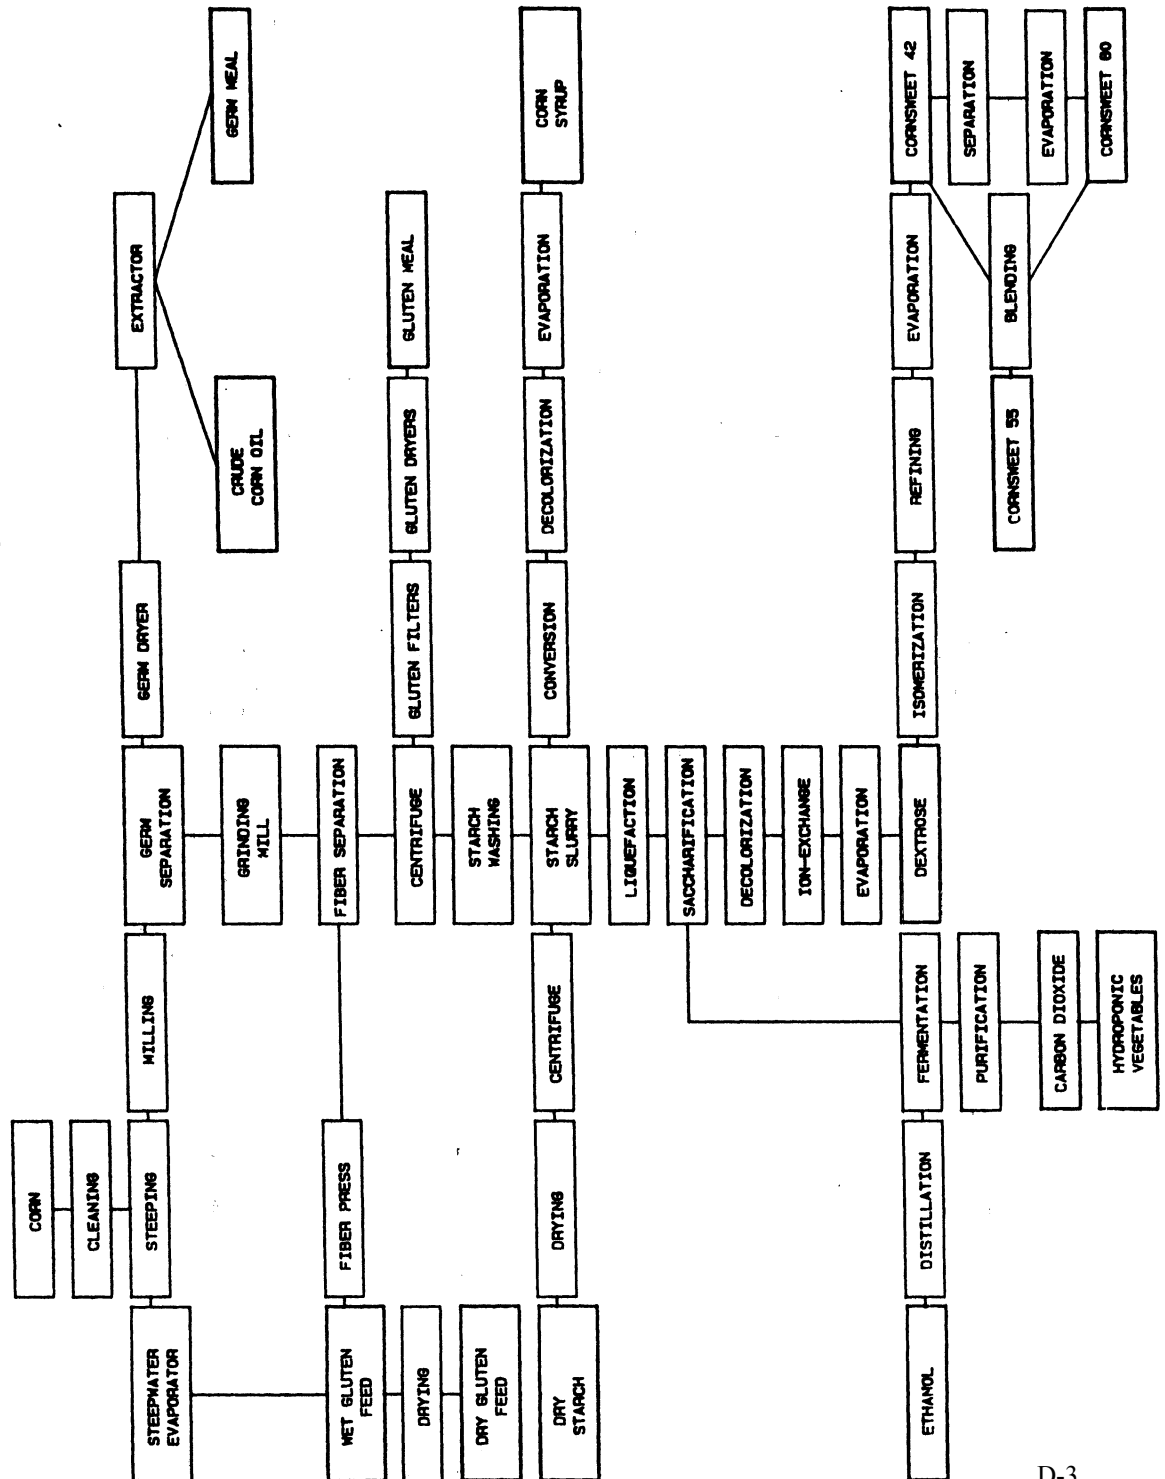 CORN
CLEANING
STEEPING
MILLING
GERM
SEPARATION
GERM DRYER
EXTRACTOR
STEEPWATER
EVAPORATOR
GRINDING
MILL
CRUDE
CORN OIL
GERM MEAL
WET GLUTEN
FEED
FIBER PRESS
FIBER SEPARATION
DRYING
CENTRIFUGE
GLUTEN FILTERS
GLUTEN DRYERS
GLUTEN MEAL
DRY GLUTEN
FEED
STARCH
WASHING
DRY
STARCH
DRYING
CENTRIFUGE
STARCH
SLURRY
CONVERSION
DECOLORIZATION
EVAPORATION
CORN
SYRUP
LIQUEFACTION
SACCHARIFICATION
DECOLORIZATION
ION-EXCHANGE
EVAPORATION
ETHANOL
DISTILLATION
FERMENTATION
DEXTROSE
ISOMERIZATION
REFINING
EVAPORATION
CORNSWEET 42
PURIFICATION
SEPARATION
CARBON DIOXIDE
CORNSWEET 55
BLENDING
EVAPORATION
HYDROPONIC
VEGETABLES
CORNSWEET 90
D-3